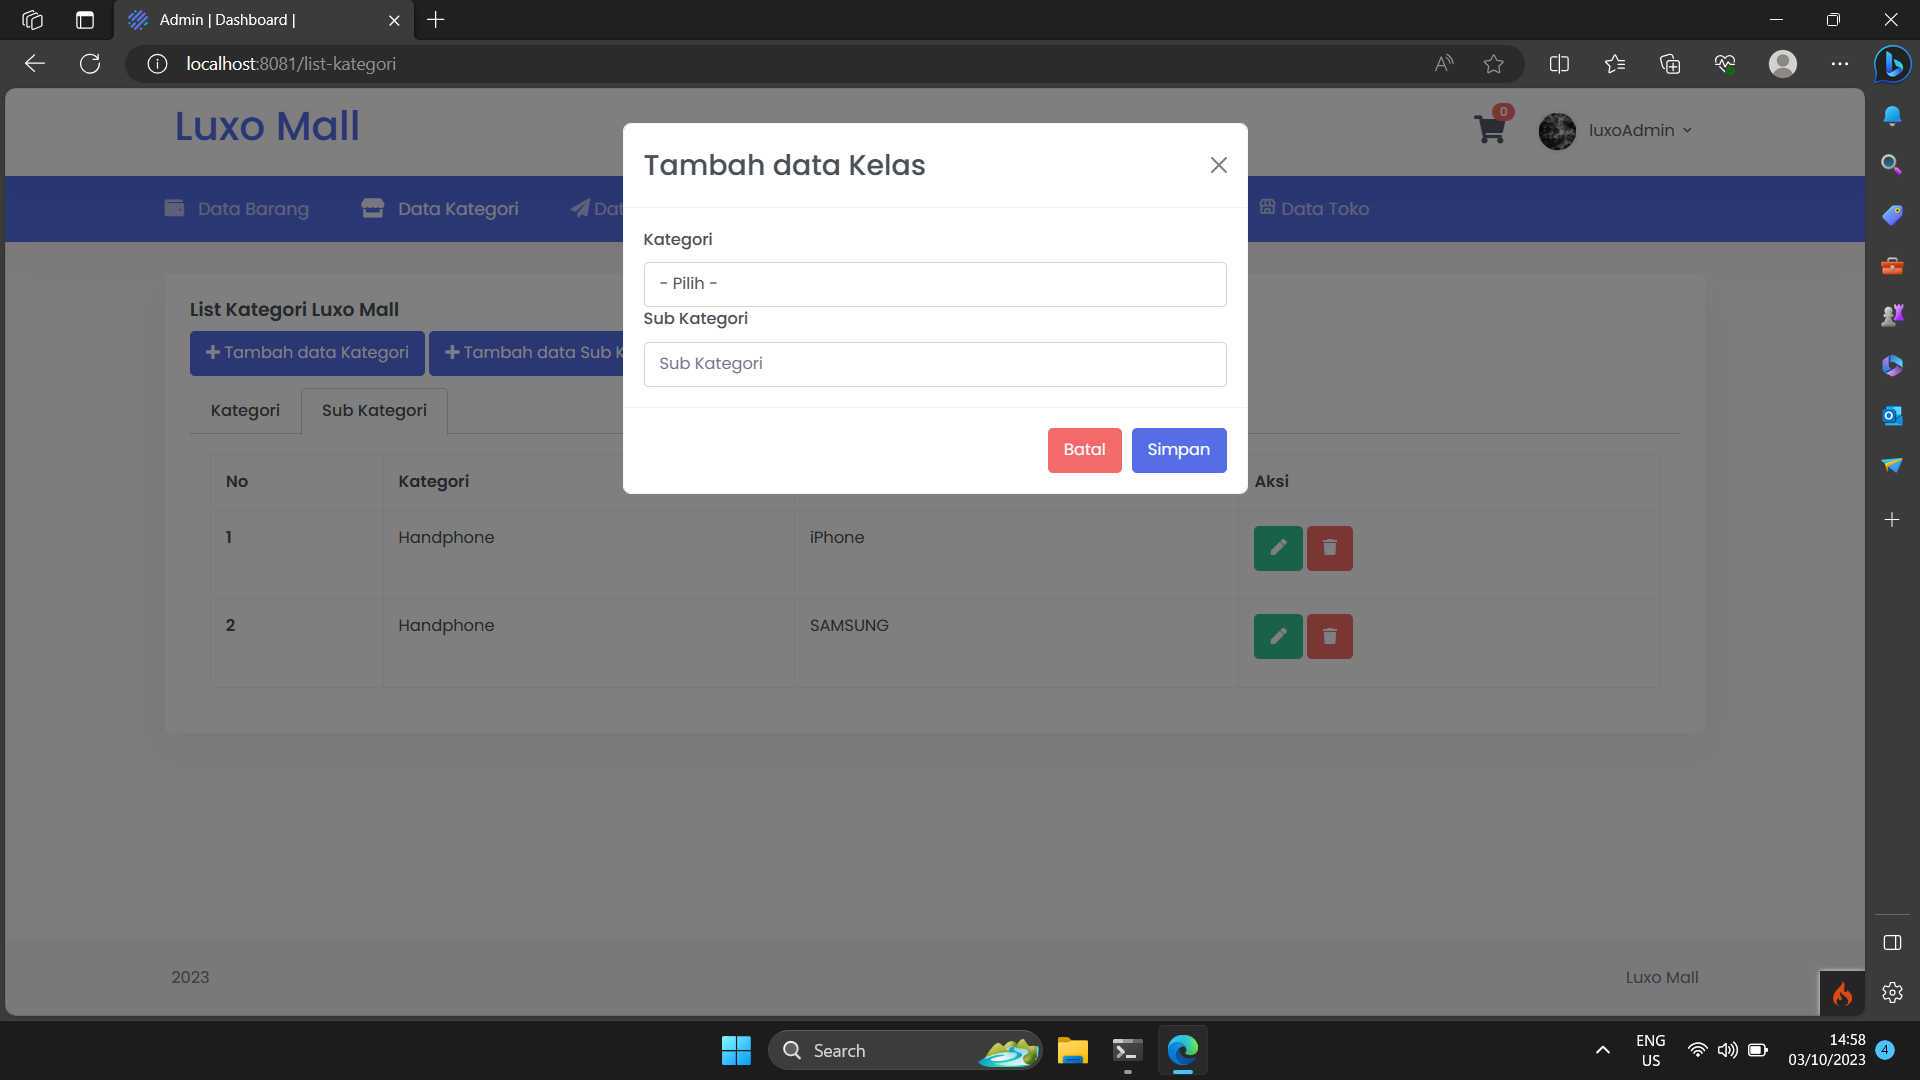 Admin | Dashboard |
localhost:8081/list-kategori
Luxo Mall
0
luxoAdmin
Data Barang
Data Kategori
Dat
Data Toko
Tambah data Kelas
Kategori
- Pilih -
Sub Kategori
Sub Kategori
Batal
Simpan
List Kategori Luxo Mall
Tambah data Kategori
Tambah data Sub K
Kategori
Sub Kategori
No
Kategori
Aksi
1
Handphone
iPhone
2
Handphone
SAMSUNG
2023
Luxo Mall
Search
ENG
US
14:58
03/10/2023
4